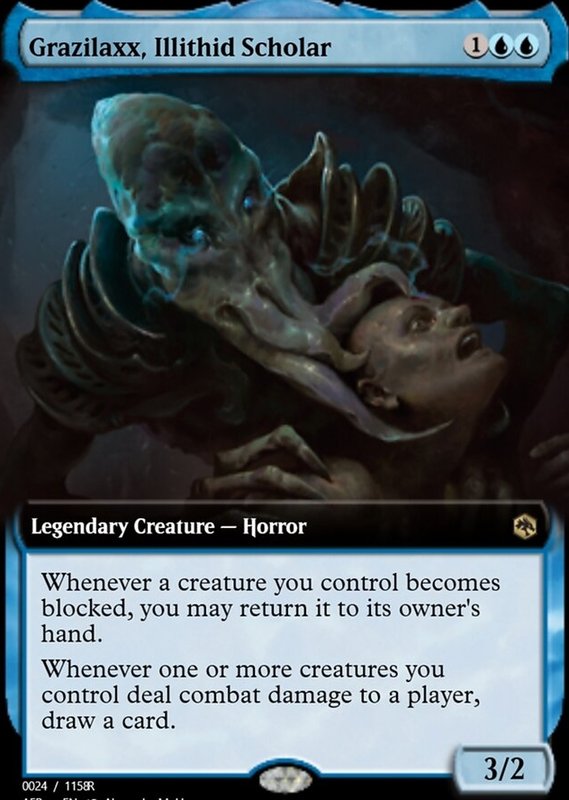 Grazilaxx, Illithid Scholar 1
Legendary Creature — Horror
Whenever a creature you control becomes
blocked, you may return it to its owner's
hand.
Whenever one or more creatures you
control deal combat damage to a player,
draw a card.
3/2
0024 / 1158R